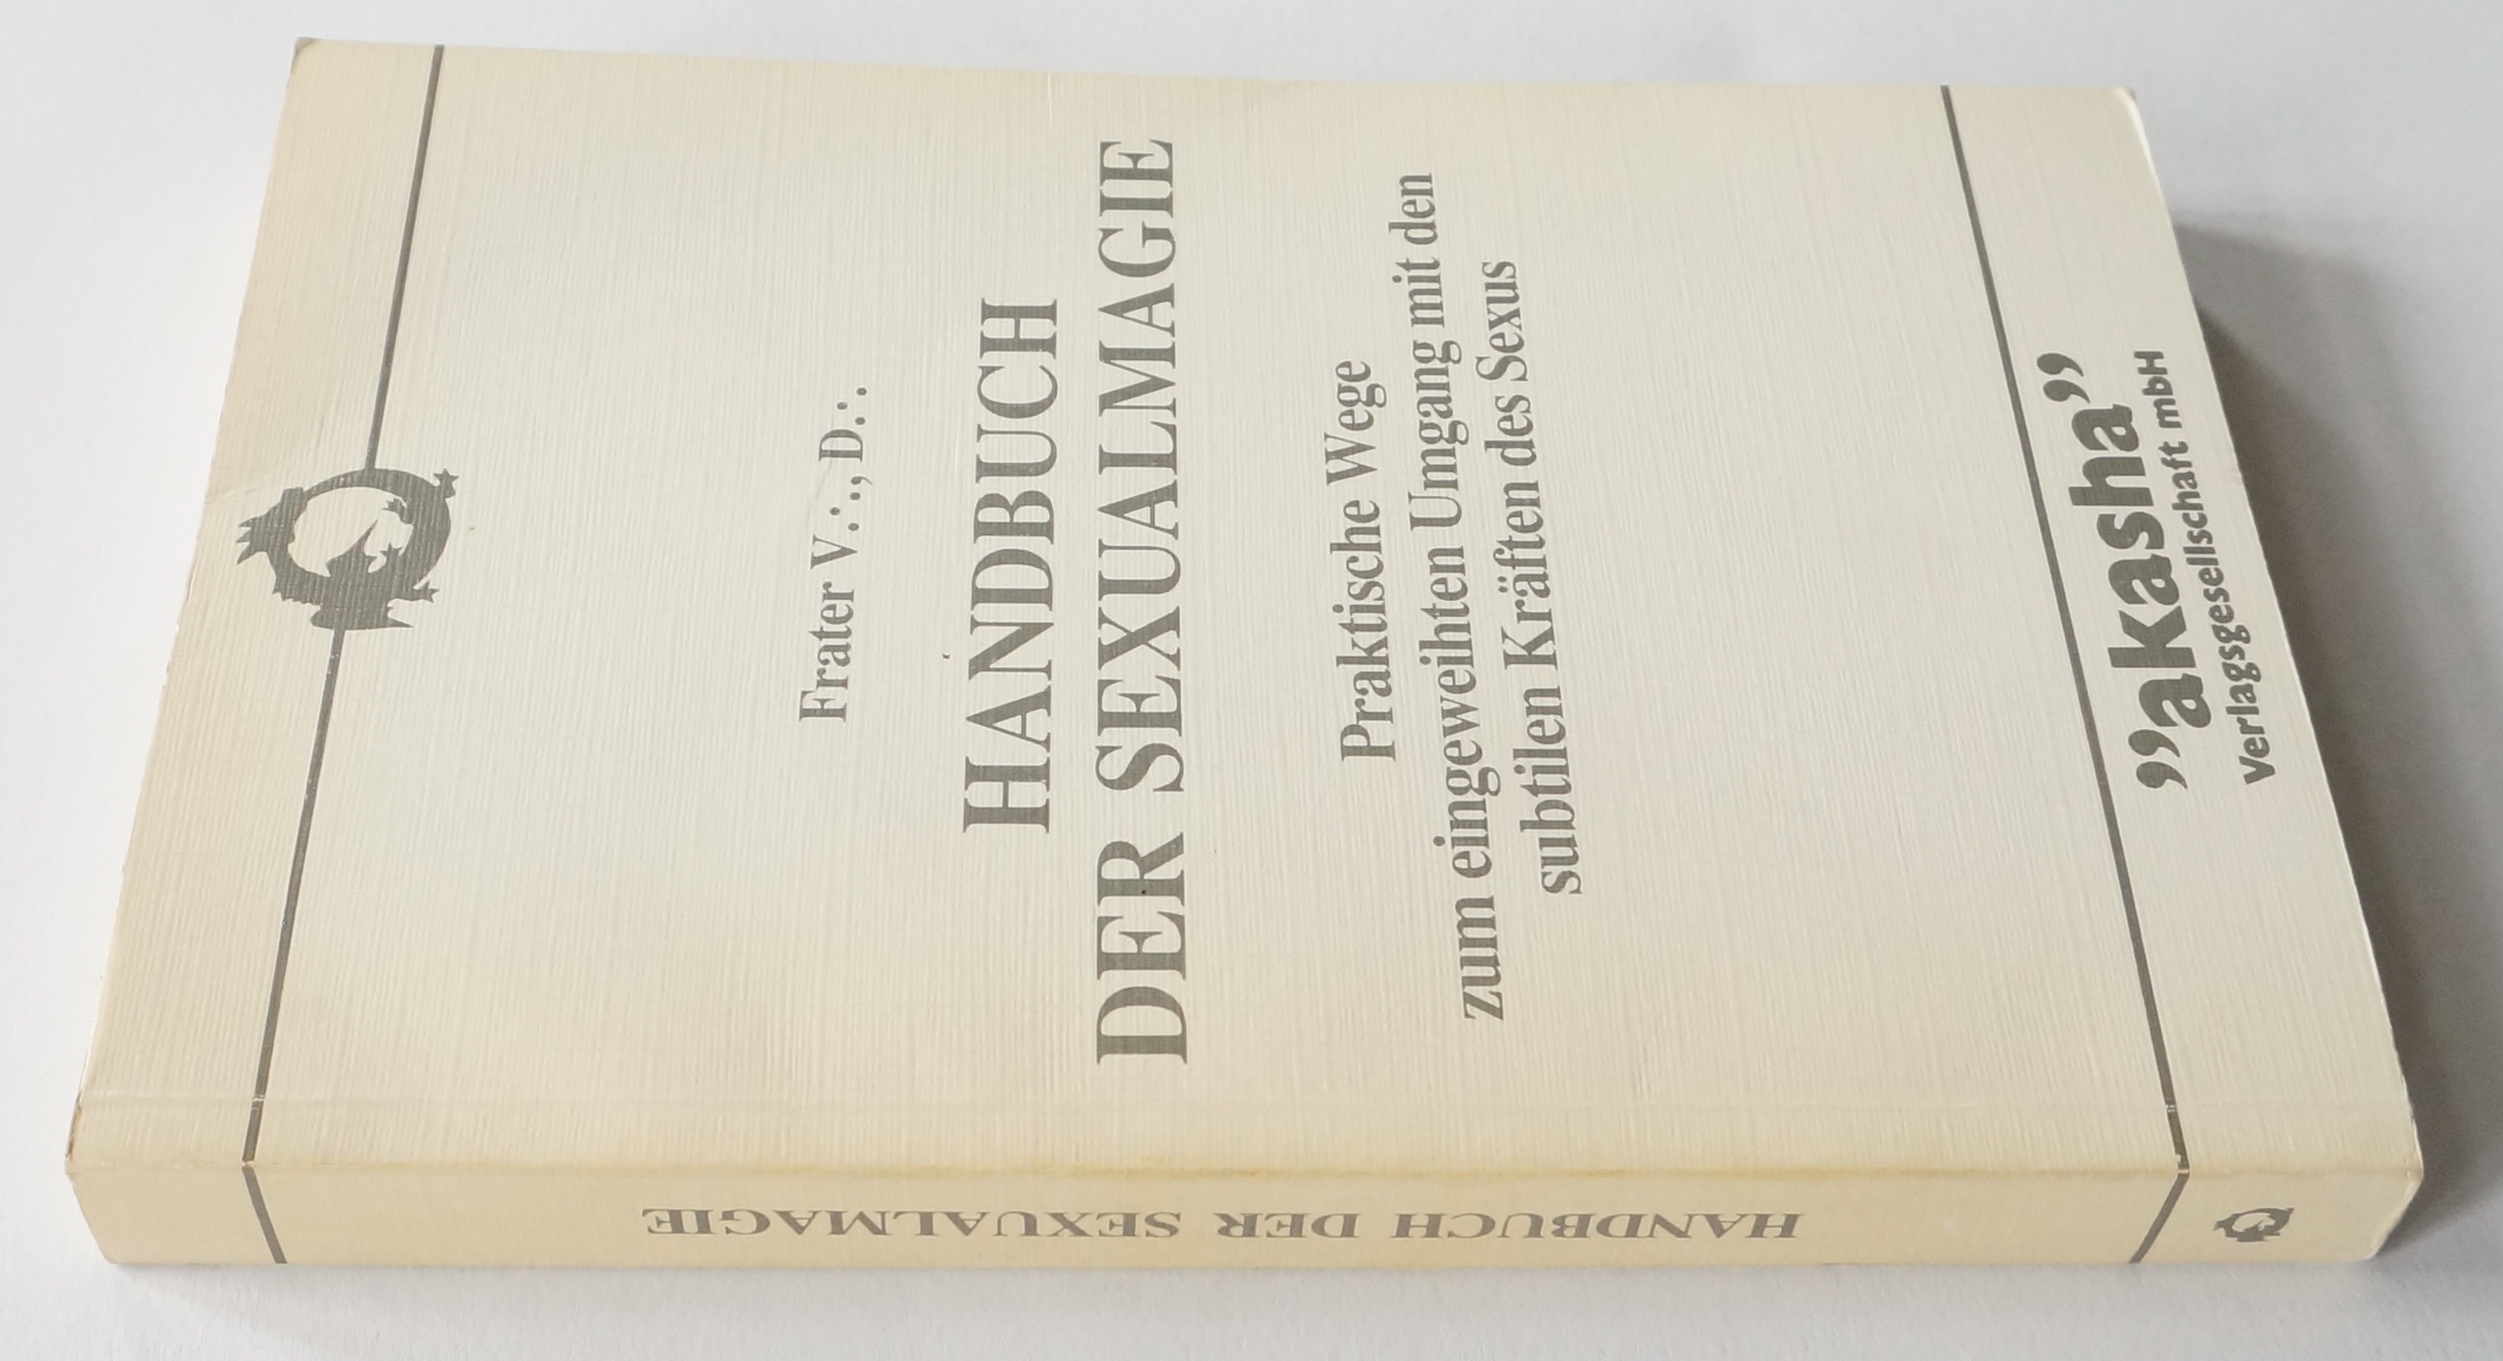 Frater V.∴, D.∴
HANDBUCH
DER SEXUALMAGIE
Praktische Wege
zum eingeweihten Umgang mit den
subtilen Kräften des Sexus
”akasha”
Verlagsgesellschaft mbH
HANDBUCH DER SEXUALMAGIE